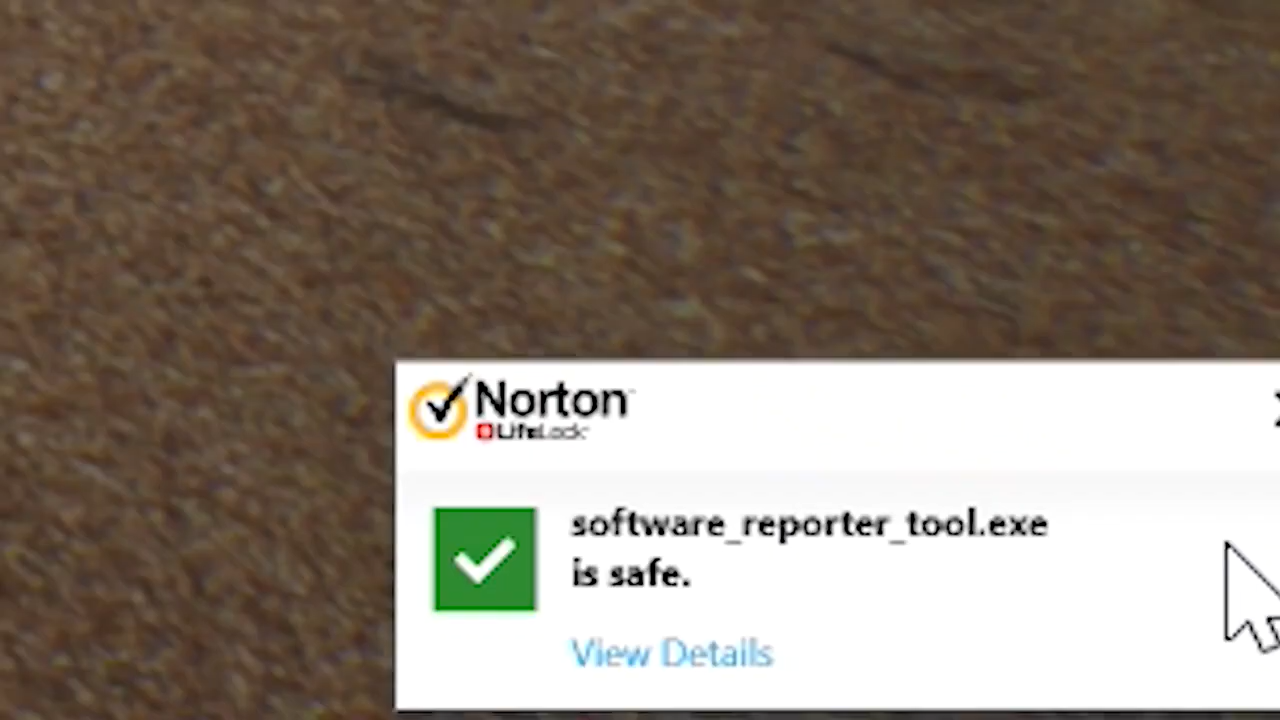 Norton
LifeLock
software_reporter_tool.exe
is safe.
View Details